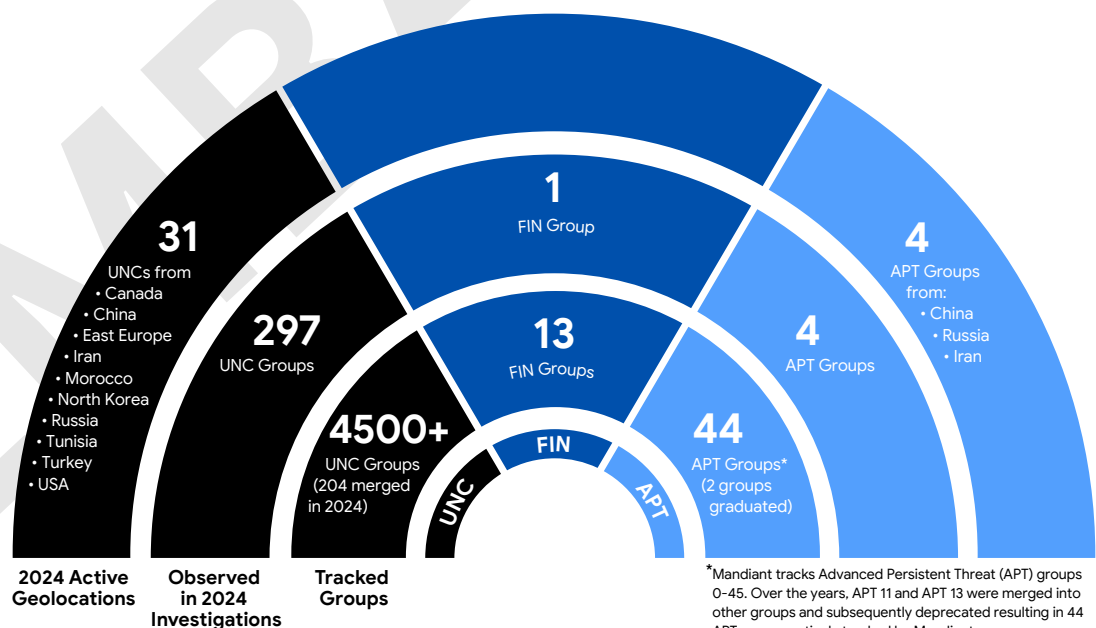 31
UNCs from
• Canada
• China
• East Europe
• Iran
• Morocco
• North Korea
• Russia
• Tunisia
• Turkey
• USA
297
UNC Groups
4500+
UNC Groups
(204 merged
in 2024)
UNC
1
FIN Group
13
FIN Groups
FIN
4
APT Groups
from:
• China
• Russia
• Iran
4
APT Groups
44
APT Groups*
(2 groups
graduated)
APT
2024 Active
Geolocations
Observed
in 2024
Investigations
Tracked
Groups
*Mandiant tracks Advanced Persistent Threat (APT) groups
0-45. Over the years, APT 11 and APT 13 were merged into
other groups and subsequently deprecated resulting in 44